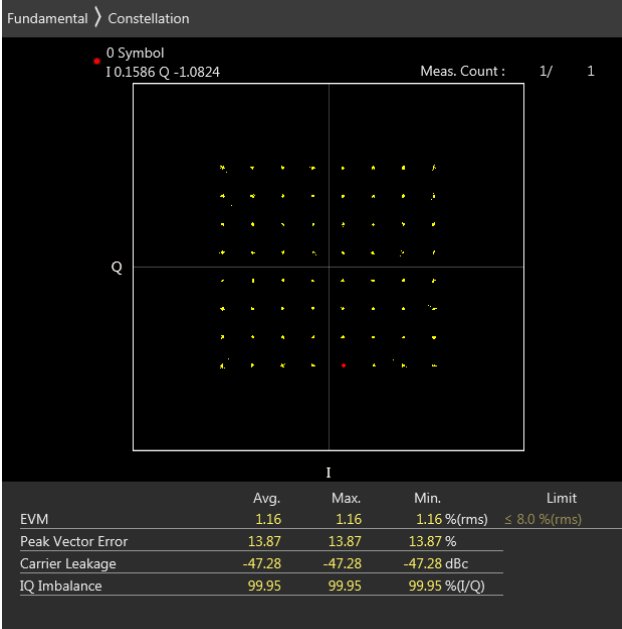 Fundamental 〉 Constellation
0 Symbol
I 0.1586 Q -1.0824 Meas. Count : 1/ 1
Q
I
Avg. Max. Min. Limit
EVM 1.16 1.16 1.16 %(rms) ≤ 8.0 %(rms)
Peak Vector Error 13.87 13.87 13.87 %
Carrier Leakage -47.28 -47.28 -47.28 dBc
IQ Imbalance 99.95 99.95 99.95 %(I/Q)